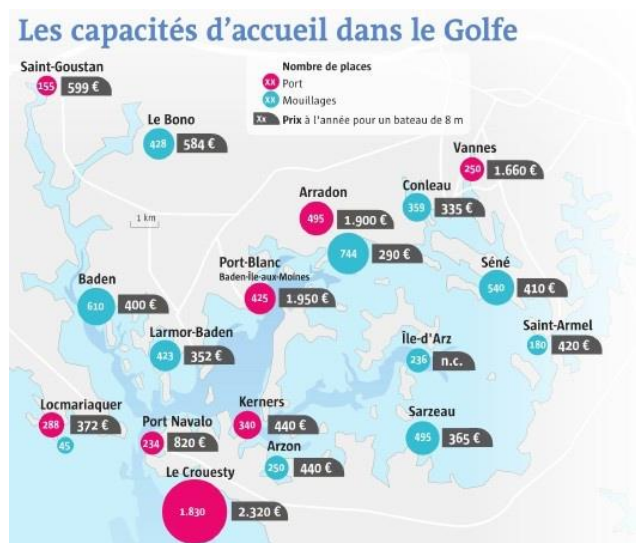 Les capacités d'accueil dans le Golfe
Saint-Goustan
155 599 €
Nombre de places
XX Port
XX Mouillages
Xx Prix à l'année pour un bateau de 8 m
Le Bono
428 584 €
Vannes
250 1.660 €
Conleau
359 335 €
Arradon
495 1.900 €
744 290 €
1 km
Port-Blanc
Baden-Île-aux-Moines
425 1.950 €
Séné
540 410 €
Baden
610 400 €
Larmor-Baden
423 352 €
Île-d'Arz
236 n.c.
Saint-Armel
180 420 €
Locmariaquer
288 372 €
45
Port Navalo
234 820 €
Kerners
340 440 €
Arzon
250 440 €
Sarzeau
495 365 €
Le Crouesty
1.830 2.320 €